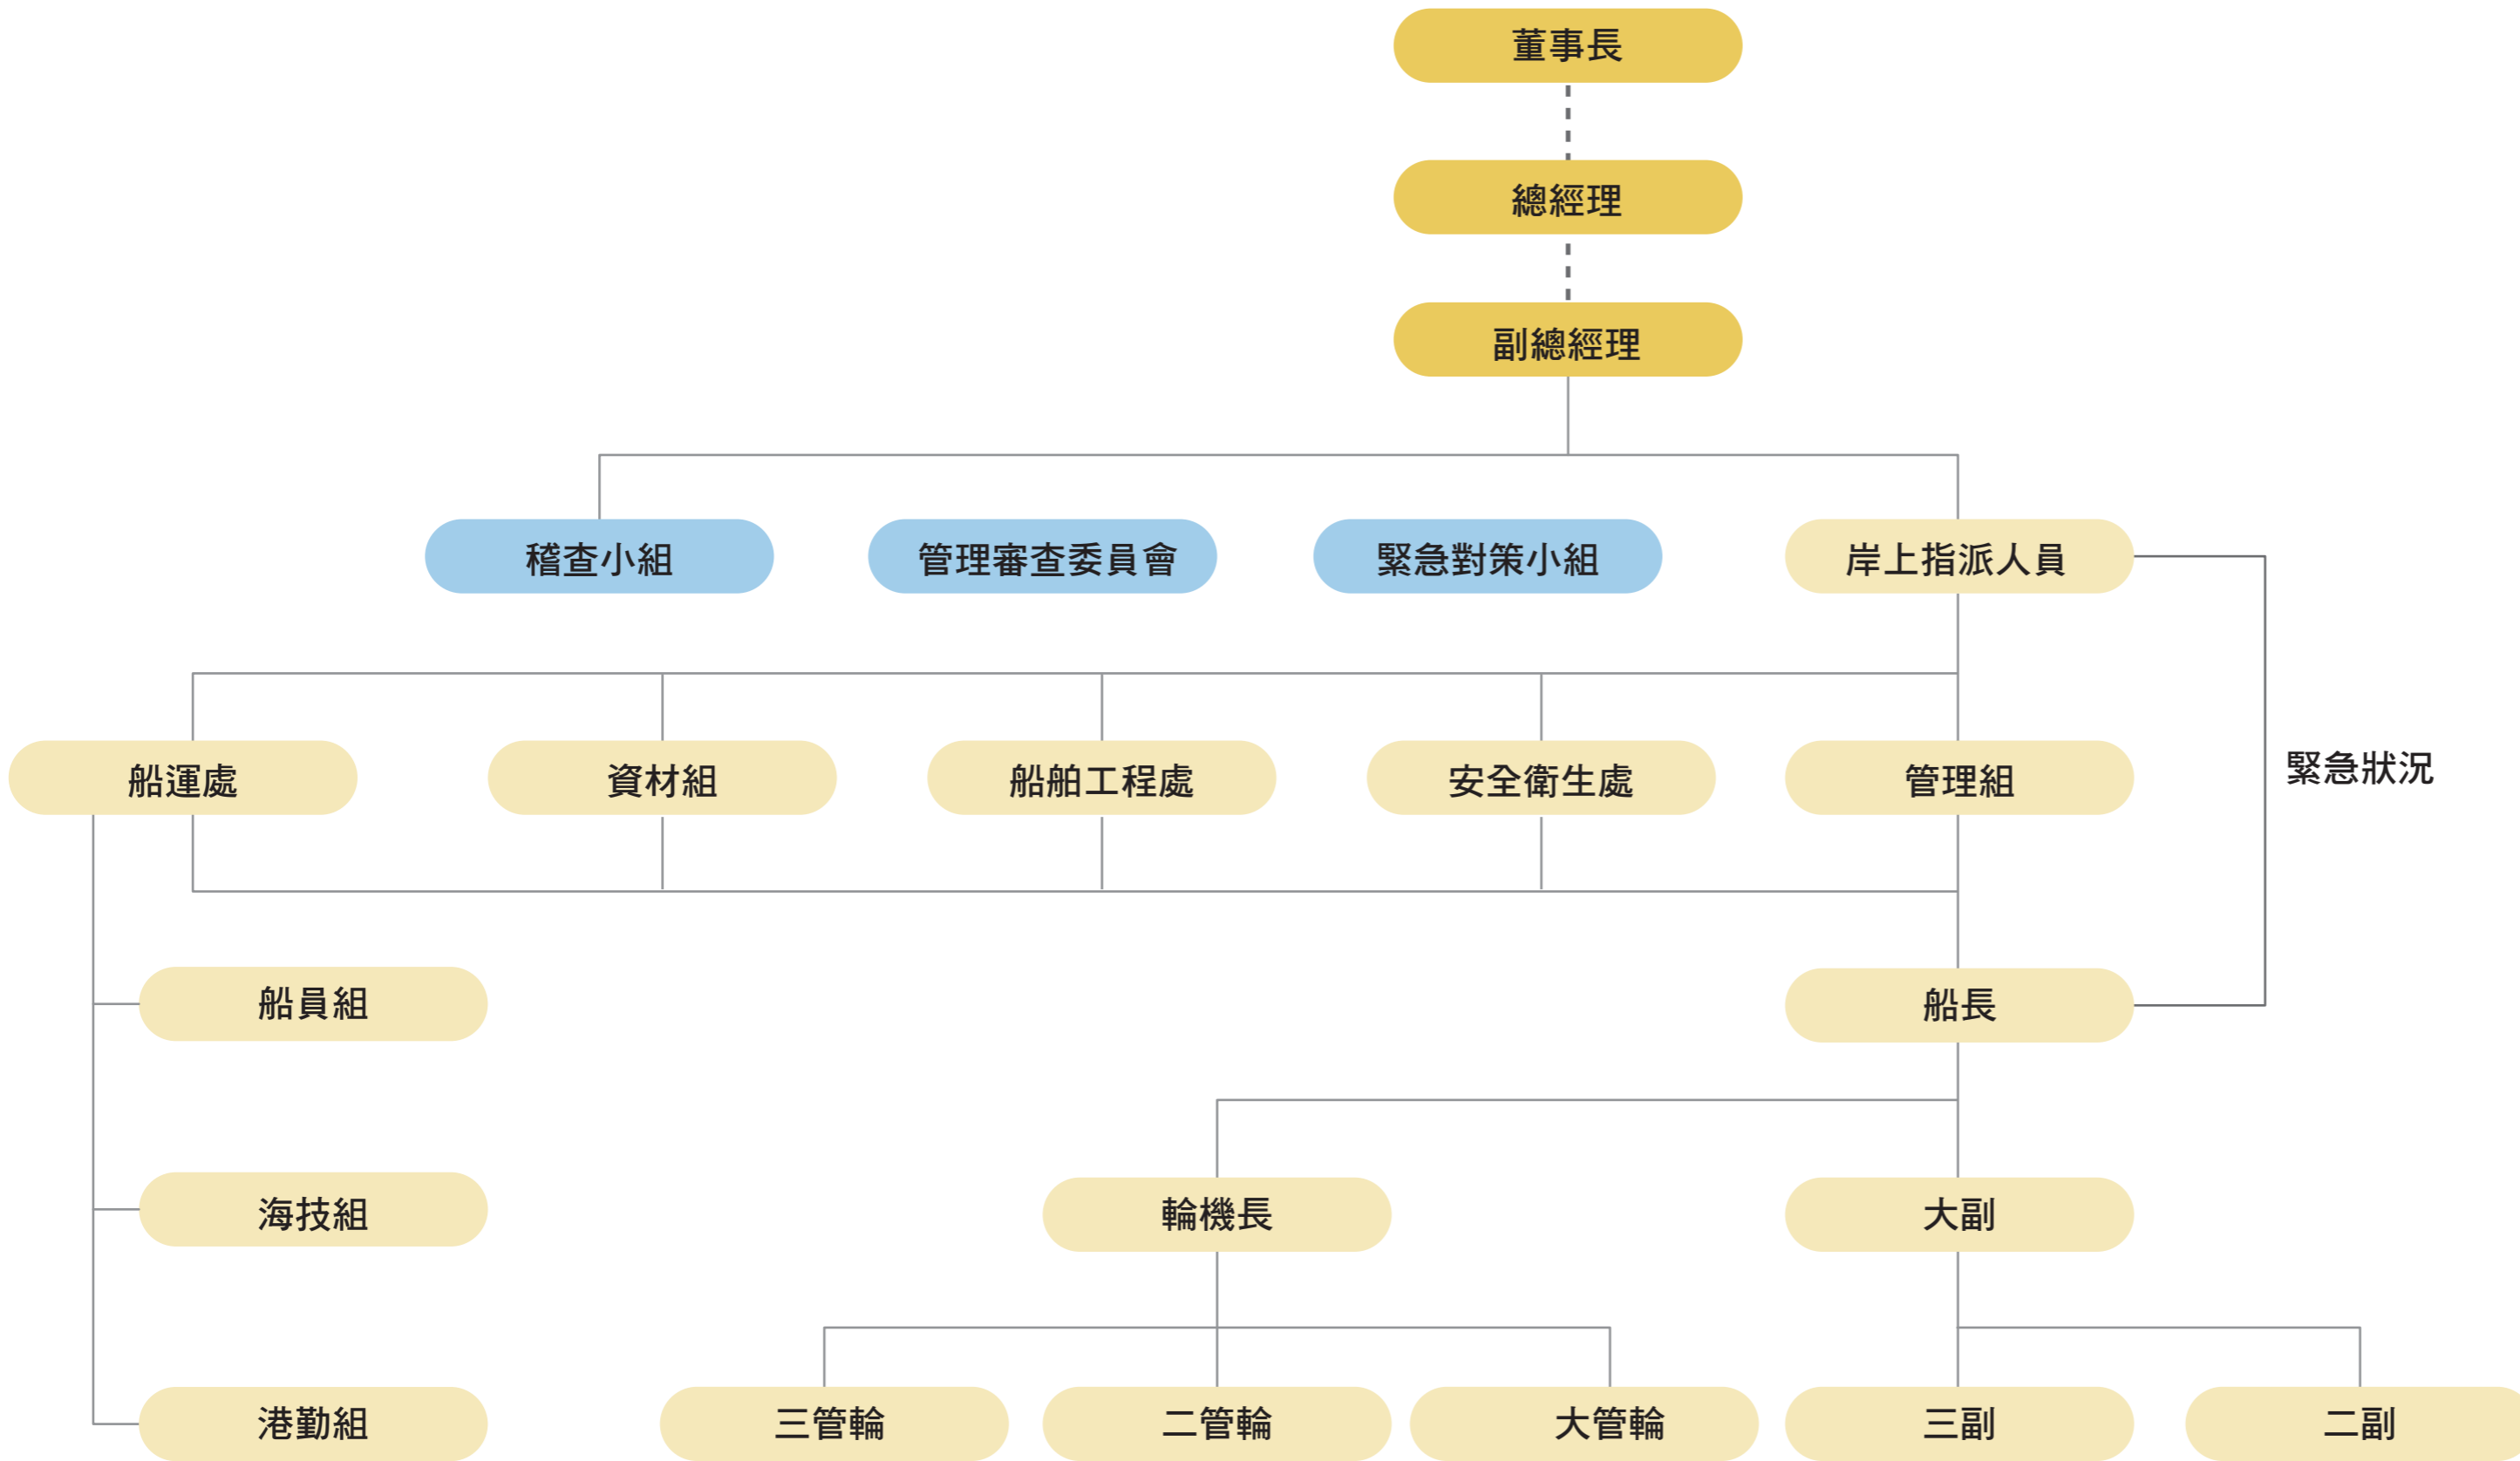 董事長
總經理
副總經理
稽查小組
管理審查委員會
緊急對策小組
岸上指派人員
船運處
資材組
船舶工程處
安全衛生處
管理組
緊急狀況
船員組
船長
海技組
輪機長
大副
港勤組
三管輪
二管輪
大管輪
三副
二副